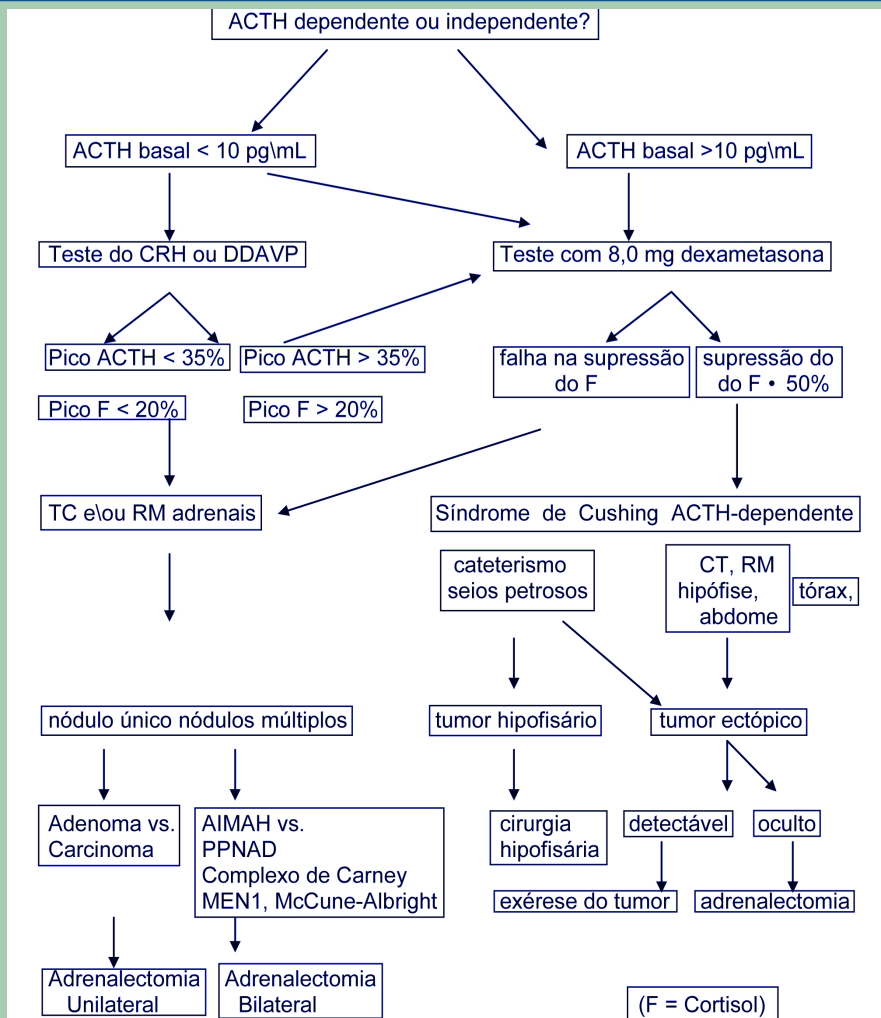 ACTH dependente ou independente?
ACTH basal < 10 pg\mL
ACTH basal >10 pg\mL
Teste do CRH ou DDAVP
Teste com 8,0 mg dexametasona
Pico ACTH < 35%
Pico ACTH > 35%
falha na supressão
do F
supressão do
do F • 50%
Pico F < 20%
Pico F > 20%
TC e\ou RM adrenais
Síndrome de Cushing ACTH-dependente
cateterismo
seios petrosos
CT, RM
hipófise,
abdome
tórax,
nódulo único nódulos múltiplos
tumor hipofisário
tumor ectópico
Adenoma vs.
Carcinoma
AIMAH vs.
PPNAD
Complexo de Carney
MEN1, McCune-Albright
cirurgia
hipofisária
detectável
oculto
exérese do tumor
adrenalectomia
Adrenalectomia
Unilateral
Adrenalectomia
Bilateral
(F = Cortisol)